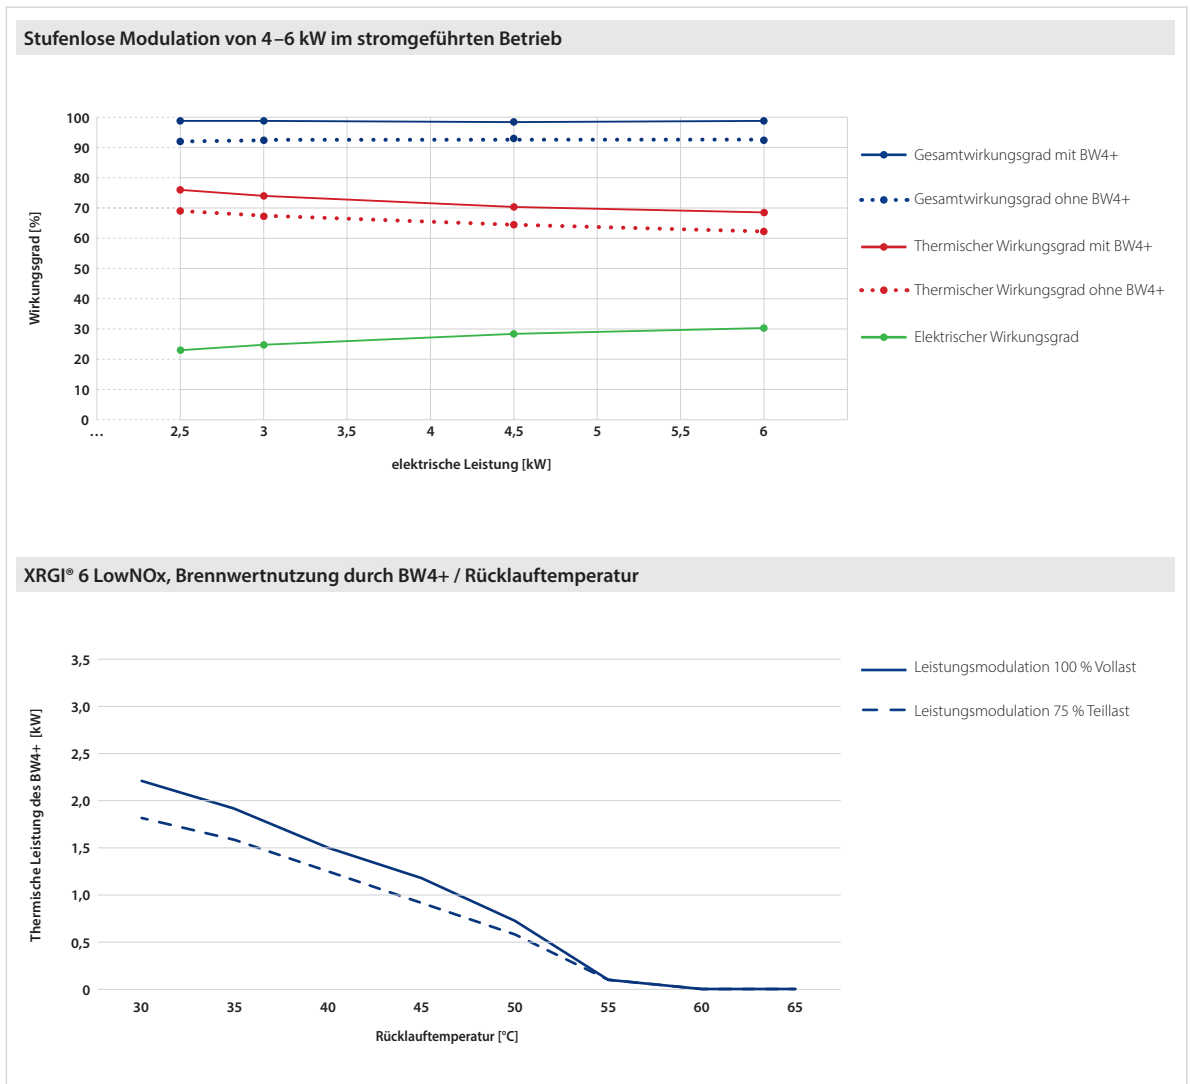 Stufenlose Modulation von 4–6 kW im stromgeführten Betrieb
Wirkungsgrad [%]
100
90
80
70
60
50
40
30
20
10
0
... 2,5 3 3,5 4 4,5 5 5,5 6
elektrische Leistung [kW]
Gesamtwirkungsgrad mit BW4+
Gesamtwirkungsgrad ohne BW4+
Thermischer Wirkungsgrad mit BW4+
Thermischer Wirkungsgrad ohne BW4+
Elektrischer Wirkungsgrad
XRGI® 6 LowNOx, Brennwertnutzung durch BW4+ / Rücklauftemperatur
Thermische Leistung des BW4+ [kW]
3,5
3,0
2,5
2,0
1,5
1,0
0,5
0
30 35 40 45 50 55 60 65
Rücklauftemperatur [°C]
Leistungsmodulation 100 % Vollast
Leistungsmodulation 75 % Teillast